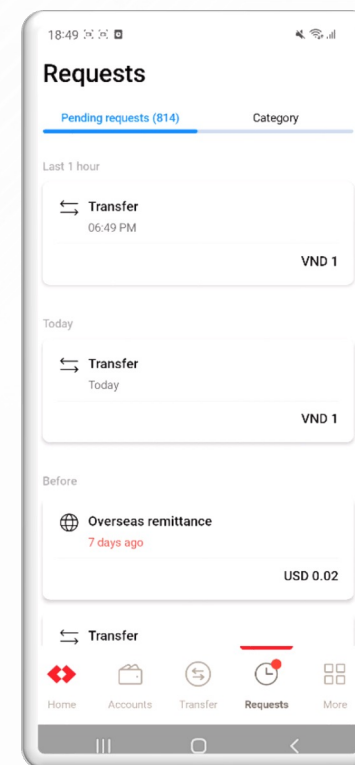 18:49
Requests
Pending requests (814)
Category
Last 1 hour
Transfer
06:49 PM
VND 1
Today
Transfer
Today
VND 1
Before
Overseas remittance
7 days ago
USD 0.02
Transfer
Home Accounts Transfer Requests More